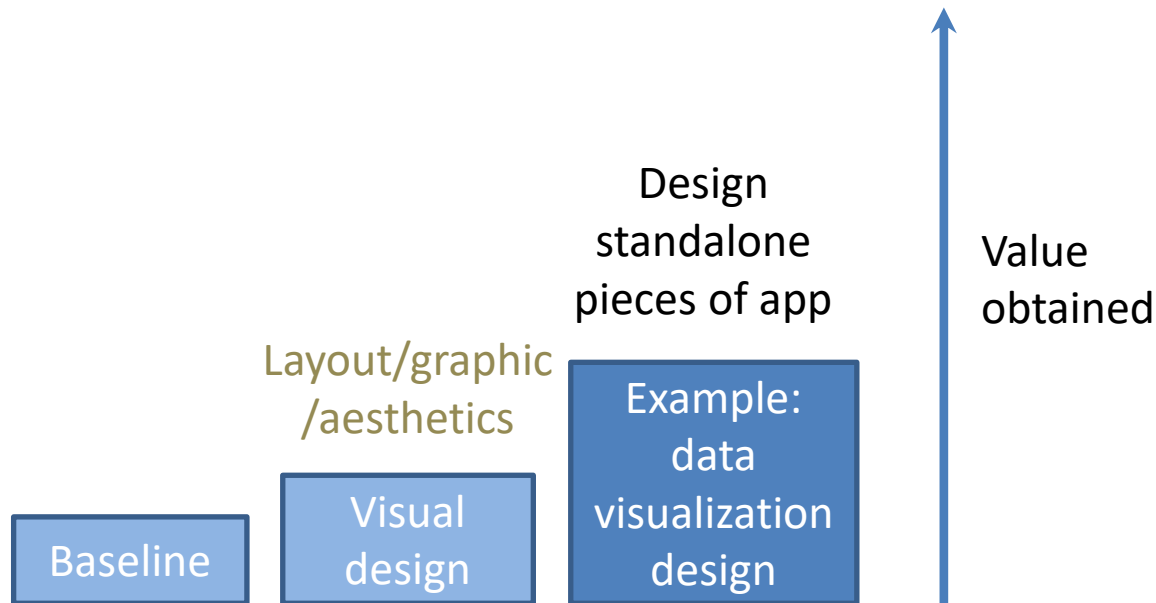 Baseline
Layout/graphic
/aesthetics
Visual
design
Design
standalone
pieces of app
Example:
data
visualization
design
Value
obtained